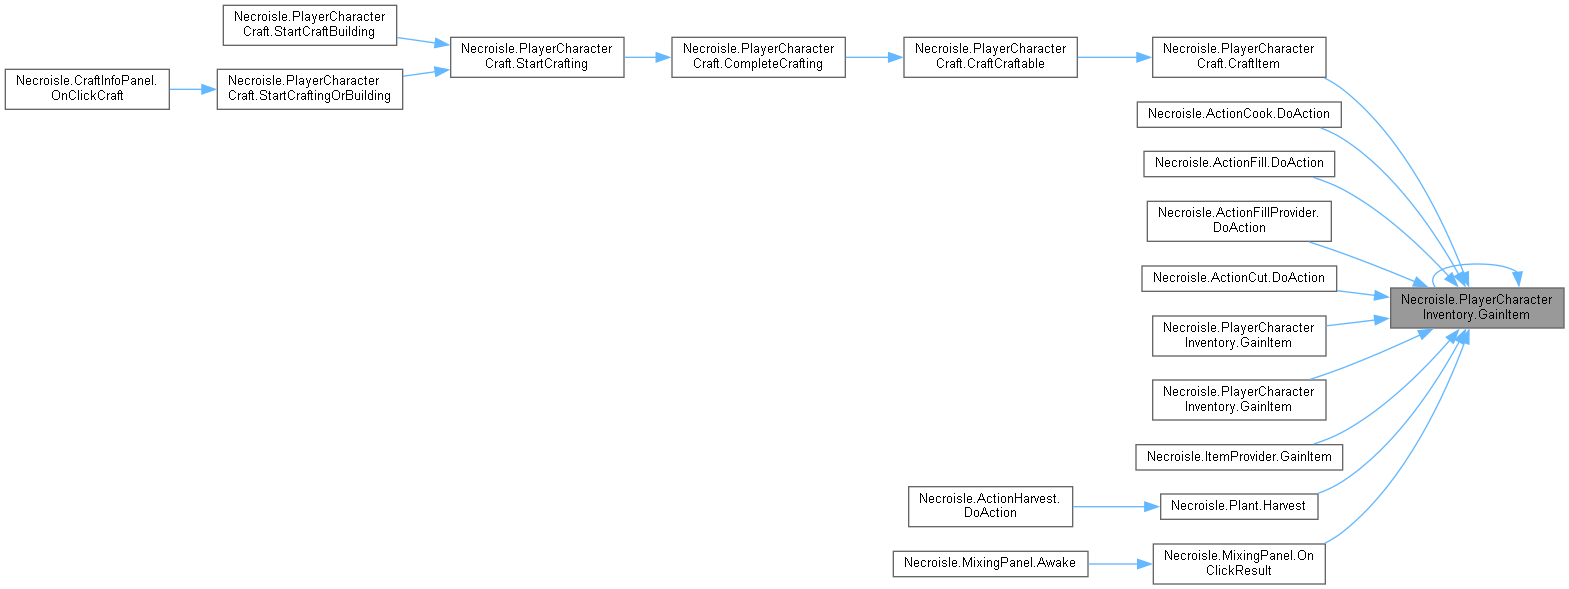 Necroisle.PlayerCharacter
Craft.StartCraftBuilding
Necroisle.CraftInfoPanel.
OnClickCraft
Necroisle.PlayerCharacter
Craft.StartCraftingOrBuilding
Necroisle.PlayerCharacter
Craft.StartCrafting
Necroisle.PlayerCharacter
Craft.CompleteCrafting
Necroisle.PlayerCharacter
Craft.CraftCraftable
Necroisle.PlayerCharacter
Craft.CraftItem
Necroisle.ActionCook.DoAction
Necroisle.ActionFill.DoAction
Necroisle.ActionFillProvider.
DoAction
Necroisle.ActionCut.DoAction
Necroisle.PlayerCharacter
Inventory.GainItem
Necroisle.PlayerCharacter
Inventory.GainItem
Necroisle.PlayerCharacter
Inventory.GainItem
Necroisle.ItemProvider.GainItem
Necroisle.ActionHarvest.
DoAction
Necroisle.Plant.Harvest
Necroisle.MixingPanel.Awake
Necroisle.MixingPanel.On
ClickResult